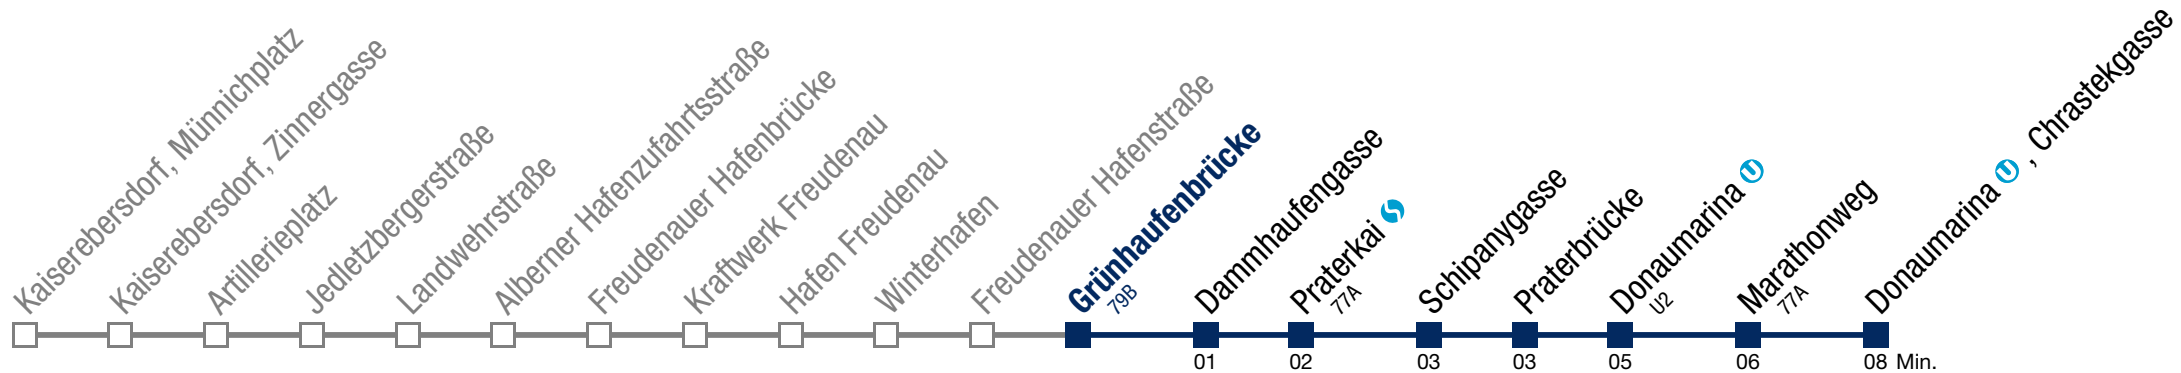 Kaiserebersdorf, Münnichplatz
Kaiserebersdorf, Zinnergasse
Artillerieplatz
Jedletzbergerstraße
Landwehrstraße
Alberner Hafenzufahrtsstraße
Freudenauer Hafenbrücke
Kraftwerk Freudenau
Hafen Freudenau
Winterhafen
Freudenauer Hafenstraße
Grünhaufenbrücke
79B
Dammhaufengasse
01
Praterkai S
77A
02
Schipanygasse
03
Praterbrücke
03
Donaumarina U
U2
05
Marathonweg
77A
06
Donaumarina U , Chrastekgasse
08 Min.